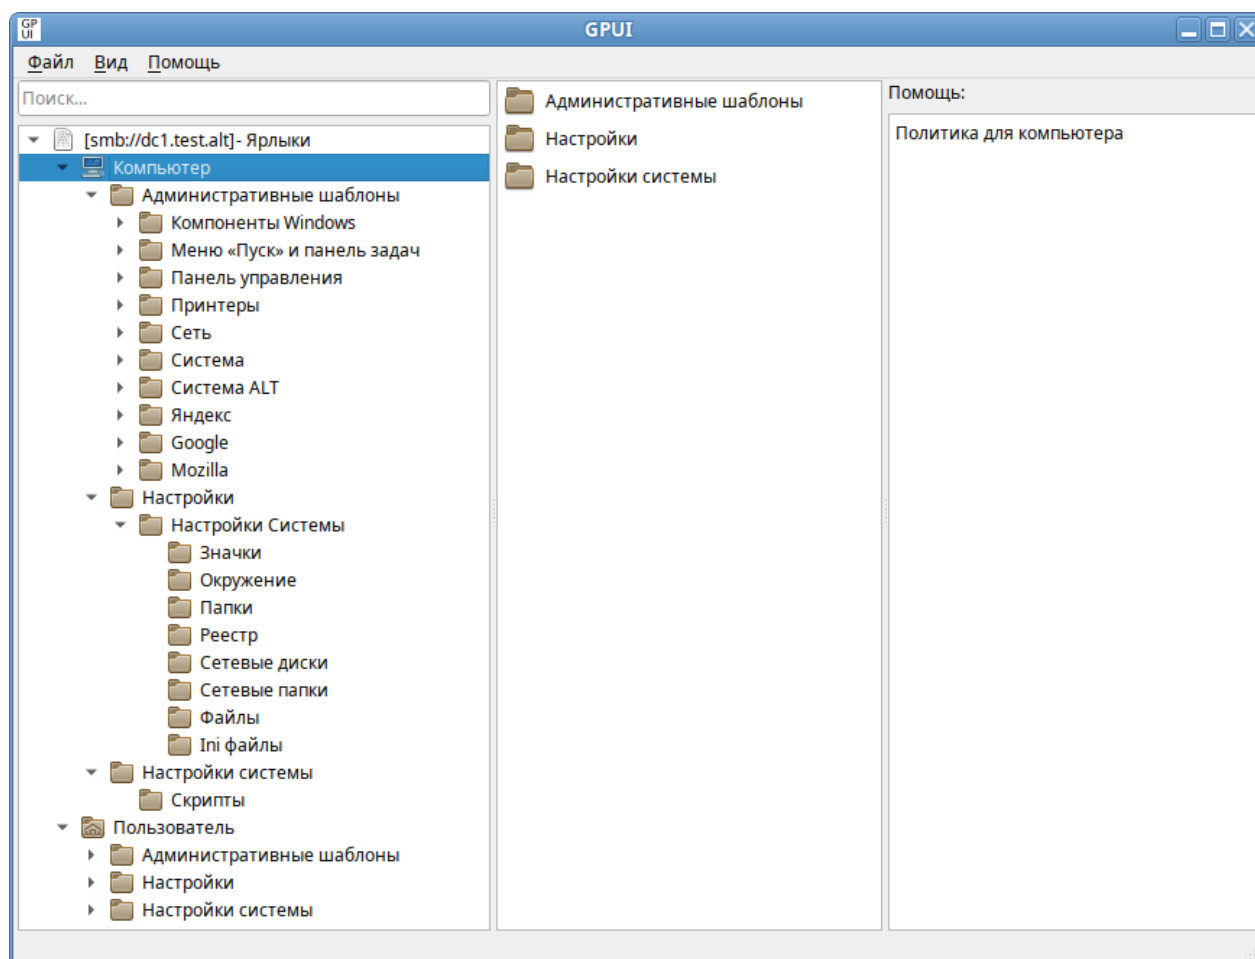 GPUI
GPUI
Файл Вид Помощь
Поиск...
[smb://dc1.test.alt]- Ярлыки
Компьютер
Административные шаблоны
Компоненты Windows
Меню «Пуск» и панель задач
Панель управления
Принтеры
Сеть
Система
Система ALT
Яндекс
Google
Mozilla
Настройки
Настройки Системы
Значки
Окружение
Папки
Реестр
Сетевые диски
Сетевые папки
Файлы
Ini файлы
Настройки системы
Скрипты
Пользователь
Административные шаблоны
Настройки
Настройки системы
Административные шаблоны
Настройки
Настройки системы
Помощь:
Политика для компьютера